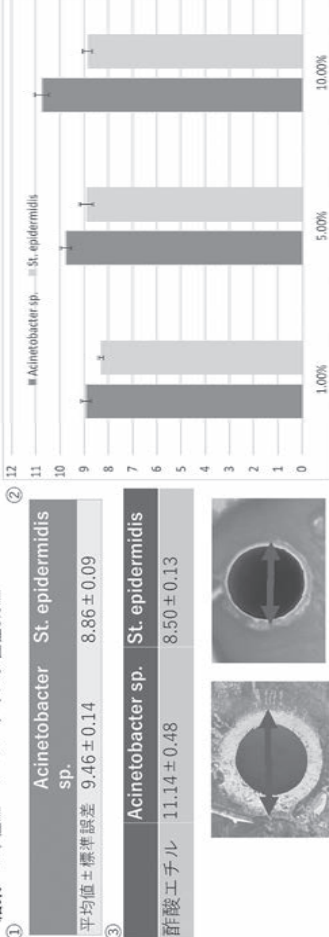 ①
Acinetobacter sp. St. epidermidis
平均値±標準誤差 9.46±0.14 8.86±0.09
③
Acinetobacter sp. St. epidermidis
酢酸エチル 11.14±0.48 8.50±0.13
②
Acinetobacter sp. St. epidermidis
12
11
10
9
8
7
6
5
4
3
2
1
0
1.00% 5.00% 10.00%